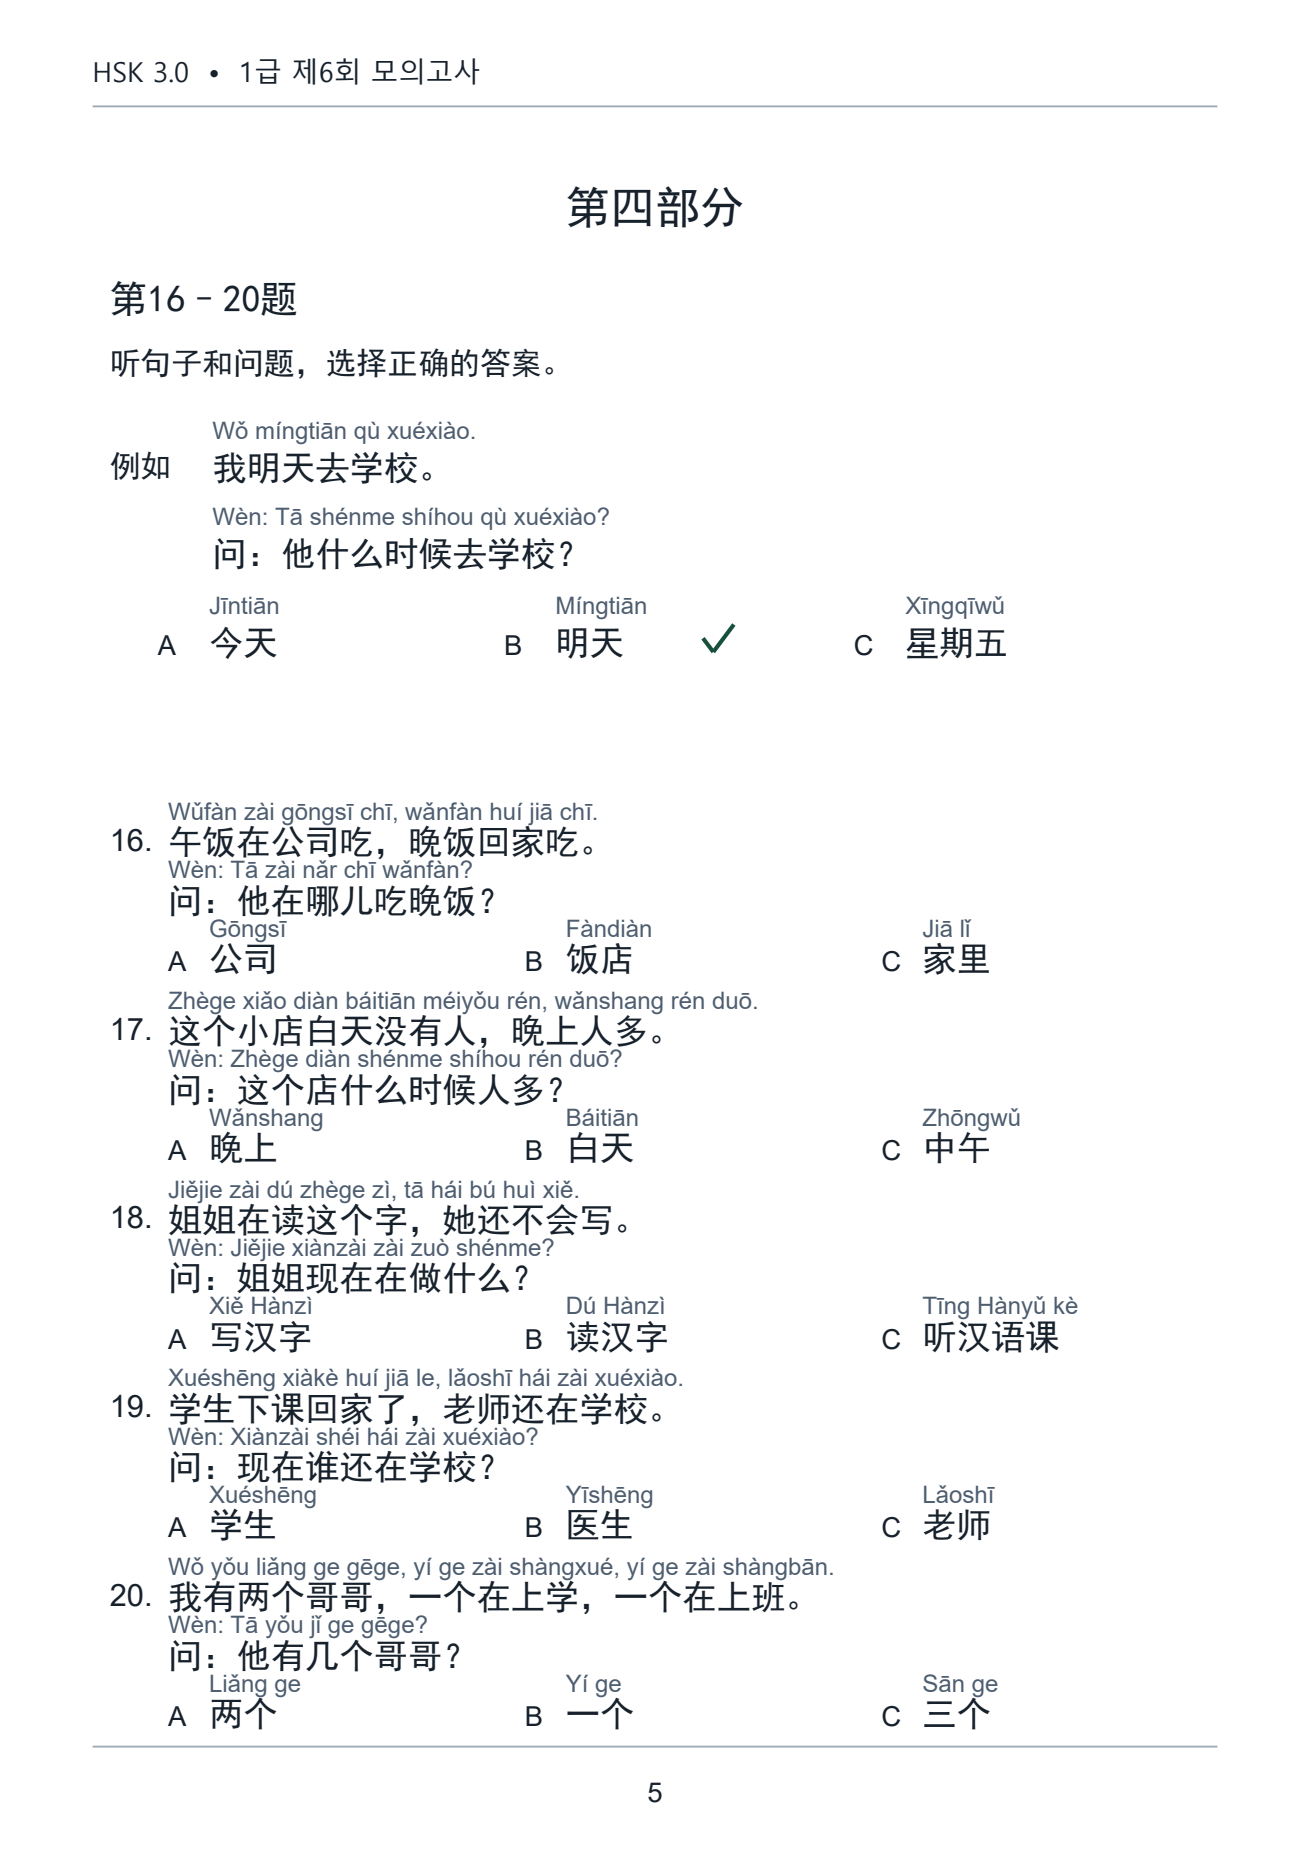 HSK 3.0 • 1급 제6회 모의고사
第四部分
第16 – 20题
听句子和问题，选择正确的答案。
Wǒ míngtiān qù xuéxiào.
例如 我明天去学校。
Wèn: Tā shénme shíhou qù xuéxiào?
问：他什么时候去学校？
Jīntiān Míngtiān Xīngqīwǔ
A 今天 B 明天 ✓ C 星期五
Wǔfàn zài gōngsī chī, wǎnfàn huí jiā chī.
16. 午饭在公司吃，晚饭回家吃。
Wèn: Tā zài nǎr chī wǎnfàn?
问：他在哪儿吃晚饭？
Gōngsī Fàndiàn Jiā lǐ
A 公司 B 饭店 C 家里
Zhège xiǎo diàn báitiān méiyǒu rén, wǎnshang rén duō.
17. 这个小店白天没有人，晚上人多。
Wèn: Zhège diàn shénme shíhou rén duō?
问：这个店什么时候人多？
Wǎnshang Báitiān Zhōngwǔ
A 晚上 B 白天 C 中午
Jiějie zài dú zhège zì, tā hái bú huì xiě.
18. 姐姐在读这个字，她还不会写。
Wèn: Jiějie xiànzài zài zuò shénme?
问：姐姐现在在做什么？
Xiě Hànzì Dú Hànzì Tīng Hànyǔ kè
A 写汉字 B 读汉字 C 听汉语课
Xuéshēng xiàkè huí jiā le, lǎoshī hái zài xuéxiào.
19. 学生下课回家了，老师还在学校。
Wèn: Xiànzài shéi hái zài xuéxiào?
问：现在谁还在学校？
Xuéshēng Yīshēng Lǎoshī
A 学生 B 医生 C 老师
Wǒ yǒu liǎng ge gēge, yí ge zài shàngxué, yí ge zài shàngbān.
20. 我有两个哥哥，一个在上学，一个在上班。
Wèn: Tā yǒu jǐ ge gēge?
问：他有几个哥哥？
Liǎng ge Yí ge Sān ge
A 两个 B 一个 C 三个
5